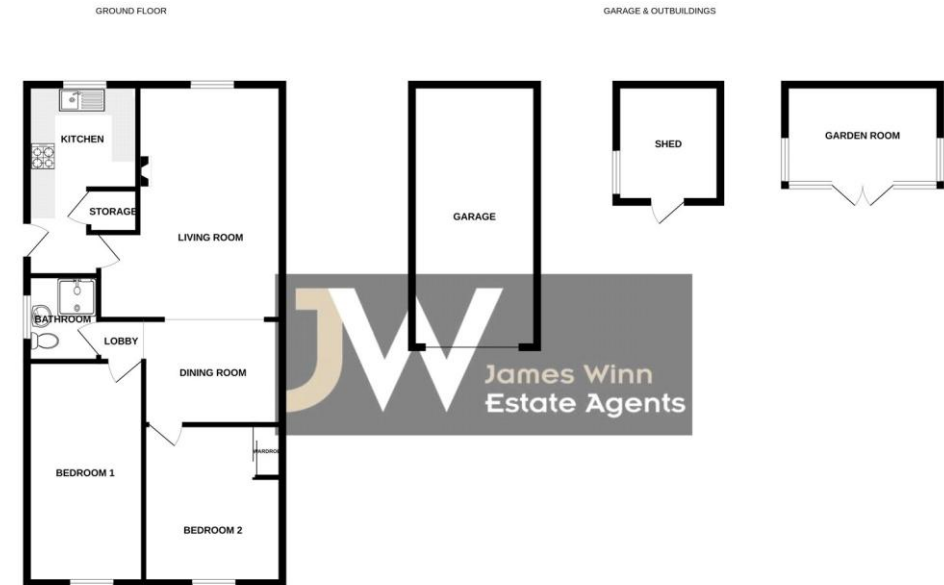 GROUND FLOOR
GARAGE & OUTBUILDINGS
KITCHEN
STORAGE
LIVING ROOM
BATHROOM
LOBBY
DINING ROOM
BEDROOM 1
BEDROOM 2
GARAGE
SHED
GARDEN ROOM
JW
James Winn
Estate Agents